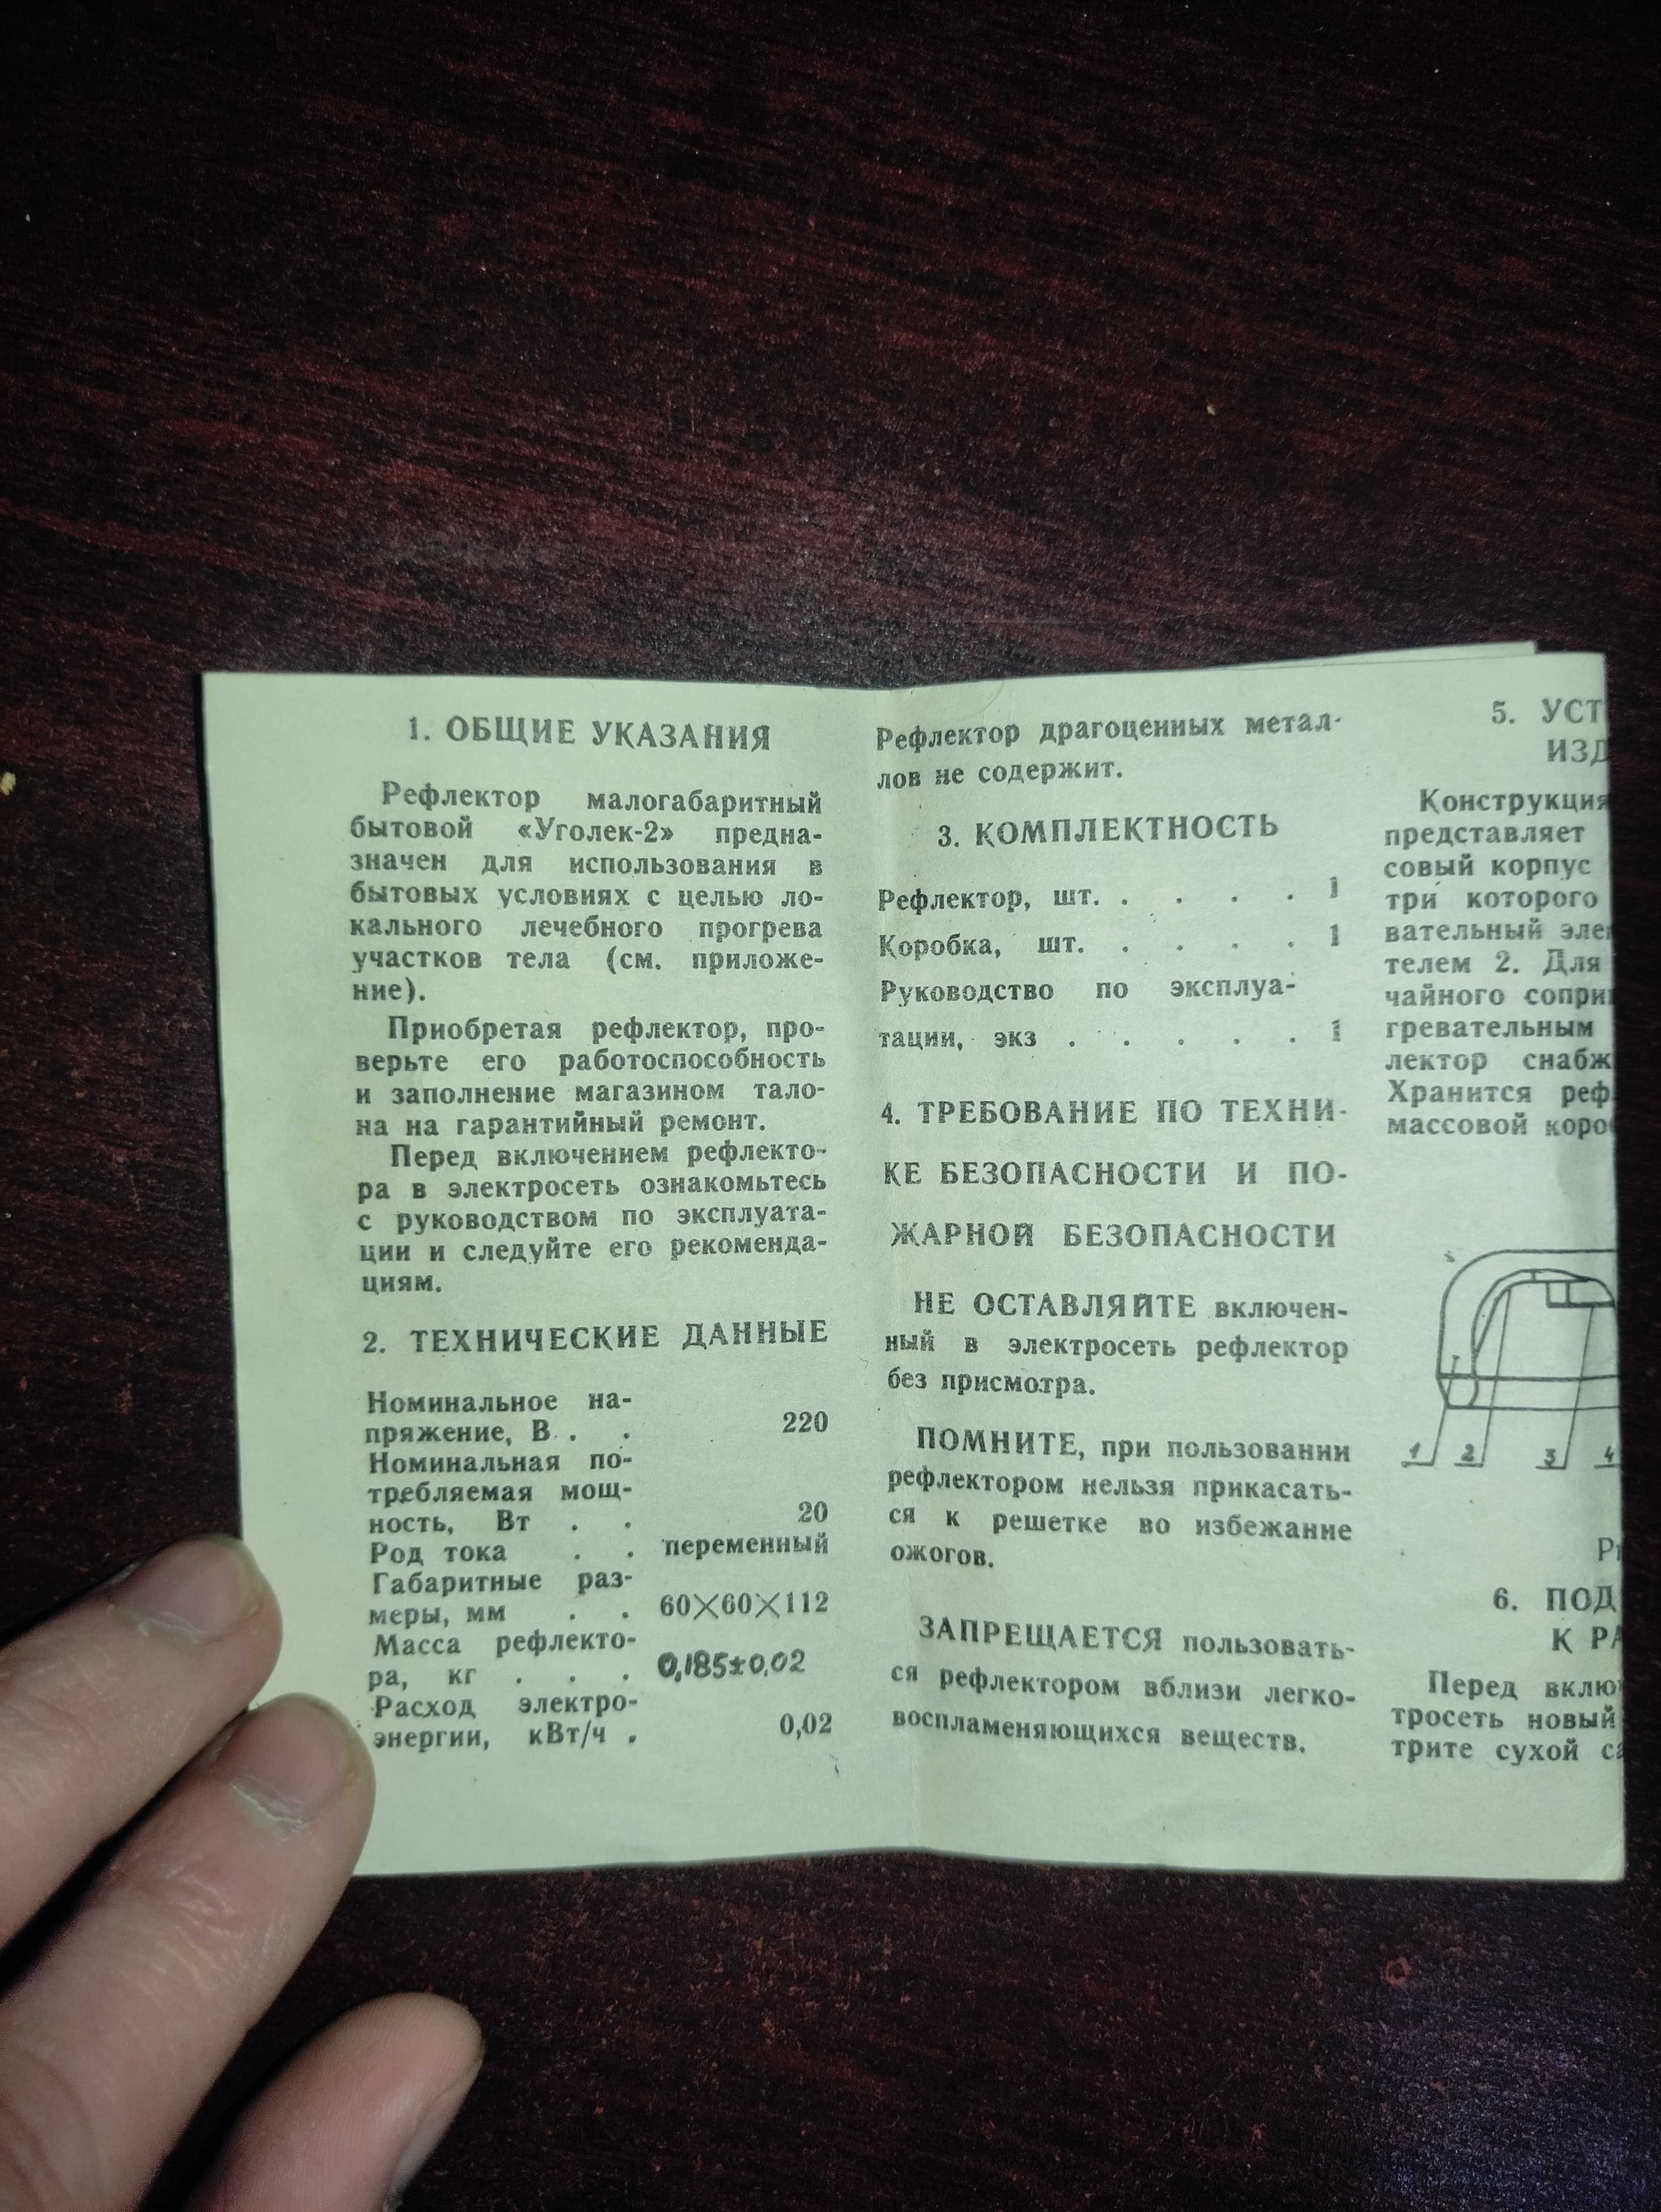 1. ОБЩИЕ УКАЗАНИЯ
Рефлектор малогабаритный
бытовой «Уголек-2» предна-
значен для использования в
бытовых условиях с целью ло-
кального лечебного прогрева
участков тела (см. приложе-
ние).
Приобретая рефлектор, про-
верьте его работоспособность
и заполнение магазином тало-
на на гарантийный ремонт.
Перед включением рефлекто-
ра в электросеть ознакомьтесь
с руководством по эксплуата-
ции и следуйте его рекоменда-
циям.
2. ТЕХНИЧЕСКИЕ ДАННЫЕ
Номинальное на-
пряжение, В . . 220
Номинальная по-
требляемая мощ-
ность, Вт . . 20
Род тока . . переменный
Габаритные раз-
меры, мм . . 60×60×112
Масса рефлекто-
ра, кг . . . 0,185±0,02
Расход электро-
энергии, кВт/ч . 0,02
Рефлектор драгоценных метал-
лов не содержит.
3. КОМПЛЕКТНОСТЬ
Рефлектор, шт. . . . . 1
Коробка, шт. . . . . 1
Руководство по эксплуа-
тации, экз . . . . . 1
4. ТРЕБОВАНИЕ ПО ТЕХНИ-
КЕ БЕЗОПАСНОСТИ И ПО-
ЖАРНОЙ БЕЗОПАСНОСТИ
НЕ ОСТАВЛЯЙТЕ включен-
ный в электросеть рефлектор
без присмотра.
ПОМНИТЕ, при пользовании
рефлектором нельзя прикасать-
ся к решетке во избежание
ожогов.
ЗАПРЕЩАЕТСЯ пользовать-
ся рефлектором вблизи легко-
воспламеняющихся веществ.
5. УСТ
ИЗД
Конструкция
представляет
совый корпус
три которого
вательный эле
телем 2. Для
чайного сопри
гревательным
лектор снабж
Хранится реф
массовой коро
1 2 3 4
Ри
6. ПОД
К РА
Перед вклю
тросеть новый
трите сухой са